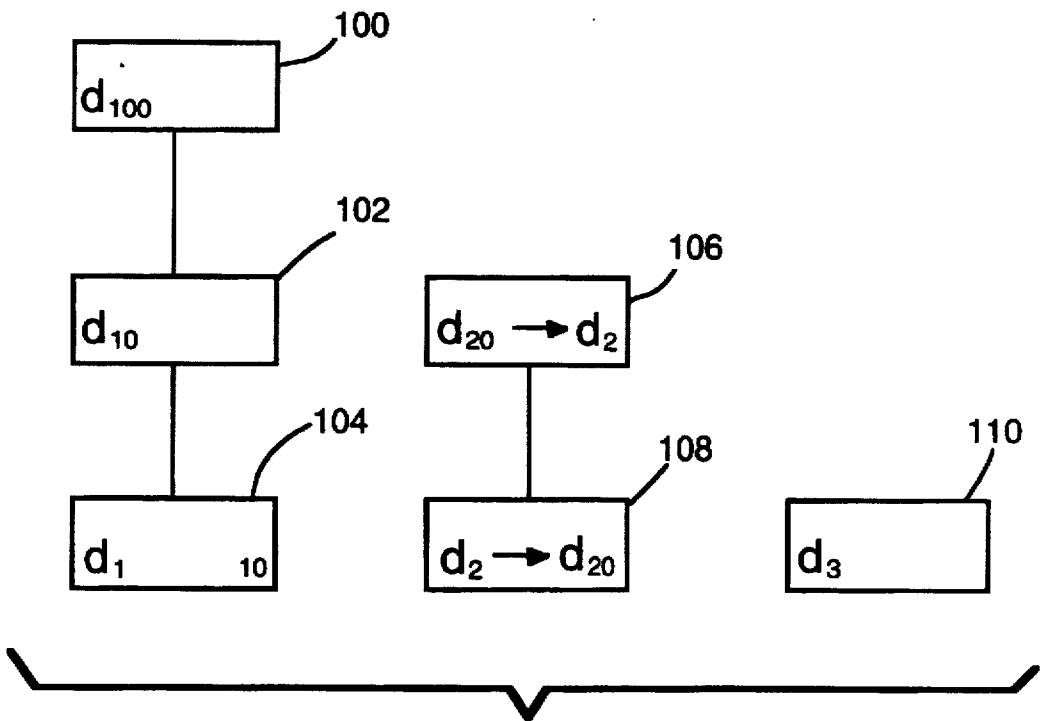 100
d₁₀₀
102
d₁₀
106
d₂₀ → d₂
104
d₁ 10
108
d₂ → d₂₀
110
d₃